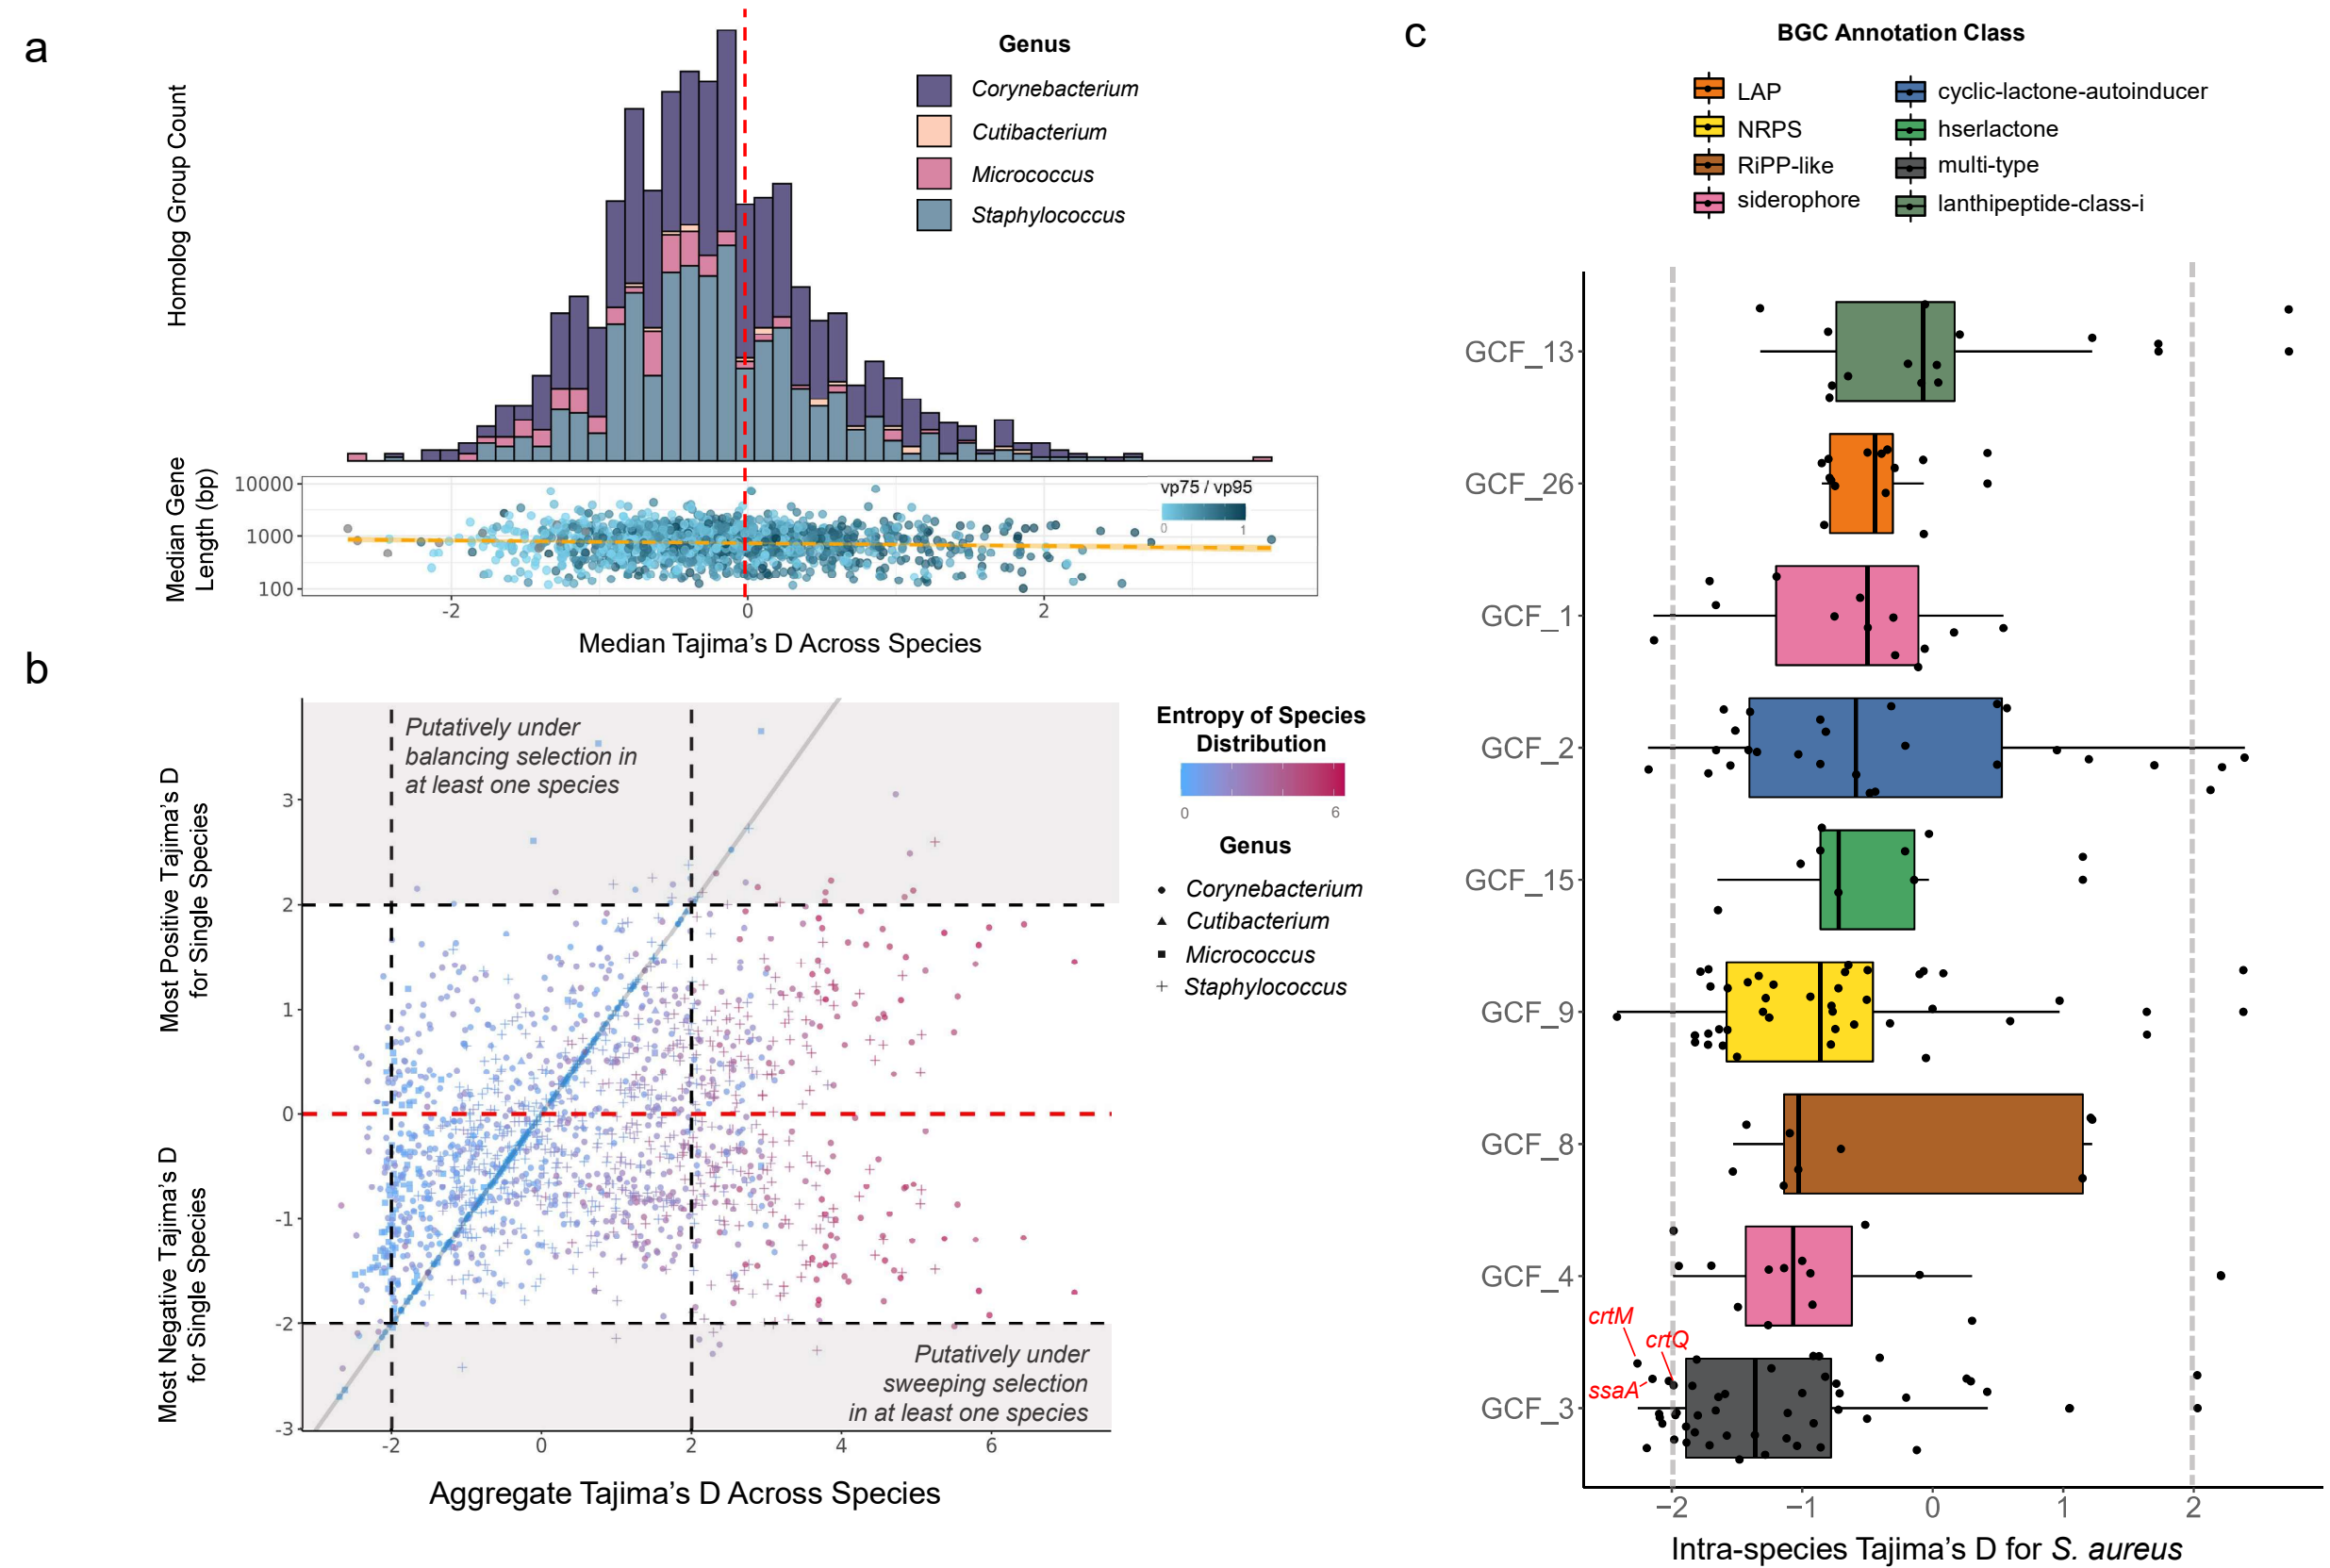 a
Homolog Group Count
Genus
Corynebacterium
Cutibacterium
Micrococcus
Staphylococcus
Median Gene
Length (bp)
10000
1000
100
vp75 / vp95
0
1
-2
0
2
Median Tajima's D Across Species
b
Most Positive Tajima's D
for Single Species
Most Negative Tajima's D
for Single Species
3
2
1
0
-1
-2
-3
Putatively under
balancing selection in
at least one species
Putatively under
sweeping selection
in at least one species
-2
0
2
4
6
Aggregate Tajima's D Across Species
Entropy of Species
Distribution
0
6
Genus
Corynebacterium
Cutibacterium
Micrococcus
Staphylococcus
c
BGC Annotation Class
LAP
NRPS
RiPP-like
siderophore
cyclic-lactone-autoinducer
hserlactone
multi-type
lanthipeptide-class-i
GCF_13
GCF_26
GCF_1
GCF_2
GCF_15
GCF_9
GCF_8
GCF_4
GCF_3
crtM
crtQ
ssaA
−2
−1
0
1
2
Intra-species Tajima's D for S. aureus